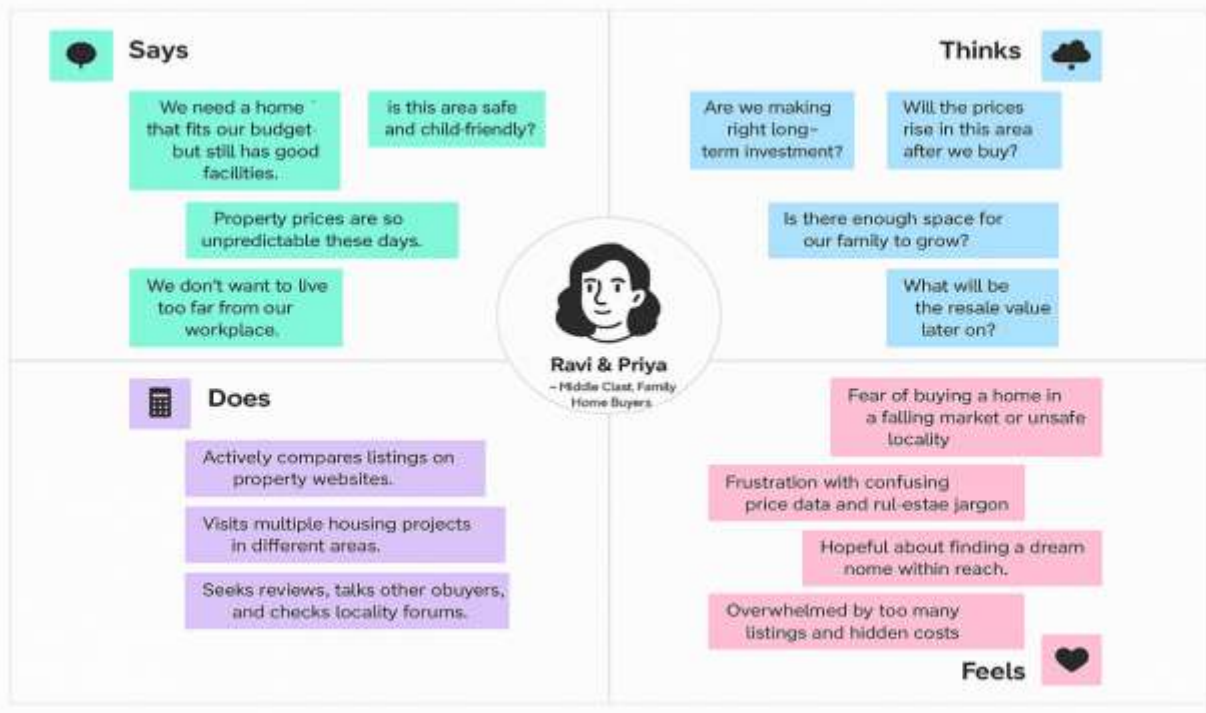 Says
We need a home
that fits our budget
but still has good
facilities.
is this area safe
and child-friendly?
Property prices are so
unpredictable these days.
We don't want to live
too far from our
workplace.
Thinks
Are we making
right long-
term investment?
Will the prices
rise in this area
after we buy?
Is there enough space for
our family to grow?
What will be
the resale value
later on?
Ravi & Priya
– Middle Clast, Family
Home Buyers
Does
Actively compares listings on
property websites.
Visits multiple housing projects
in different areas.
Seeks reviews, talks other obuyers,
and checks locality forums.
Fear of buying a home in
a falling market or unsafe
locality
Frustration with confusing
price data and rul-estae jargon
Hopeful about finding a dream
nome within reach.
Overwhelmed by too many
listings and hidden costs
Feels